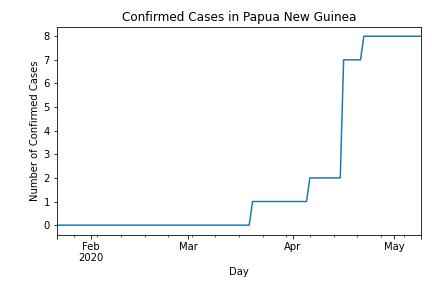 Confirmed Cases in Papua New Guinea
8
7
6
5
4
3
2
1
0
Number of Confirmed Cases
Feb
2020
Mar
Apr
May
Day